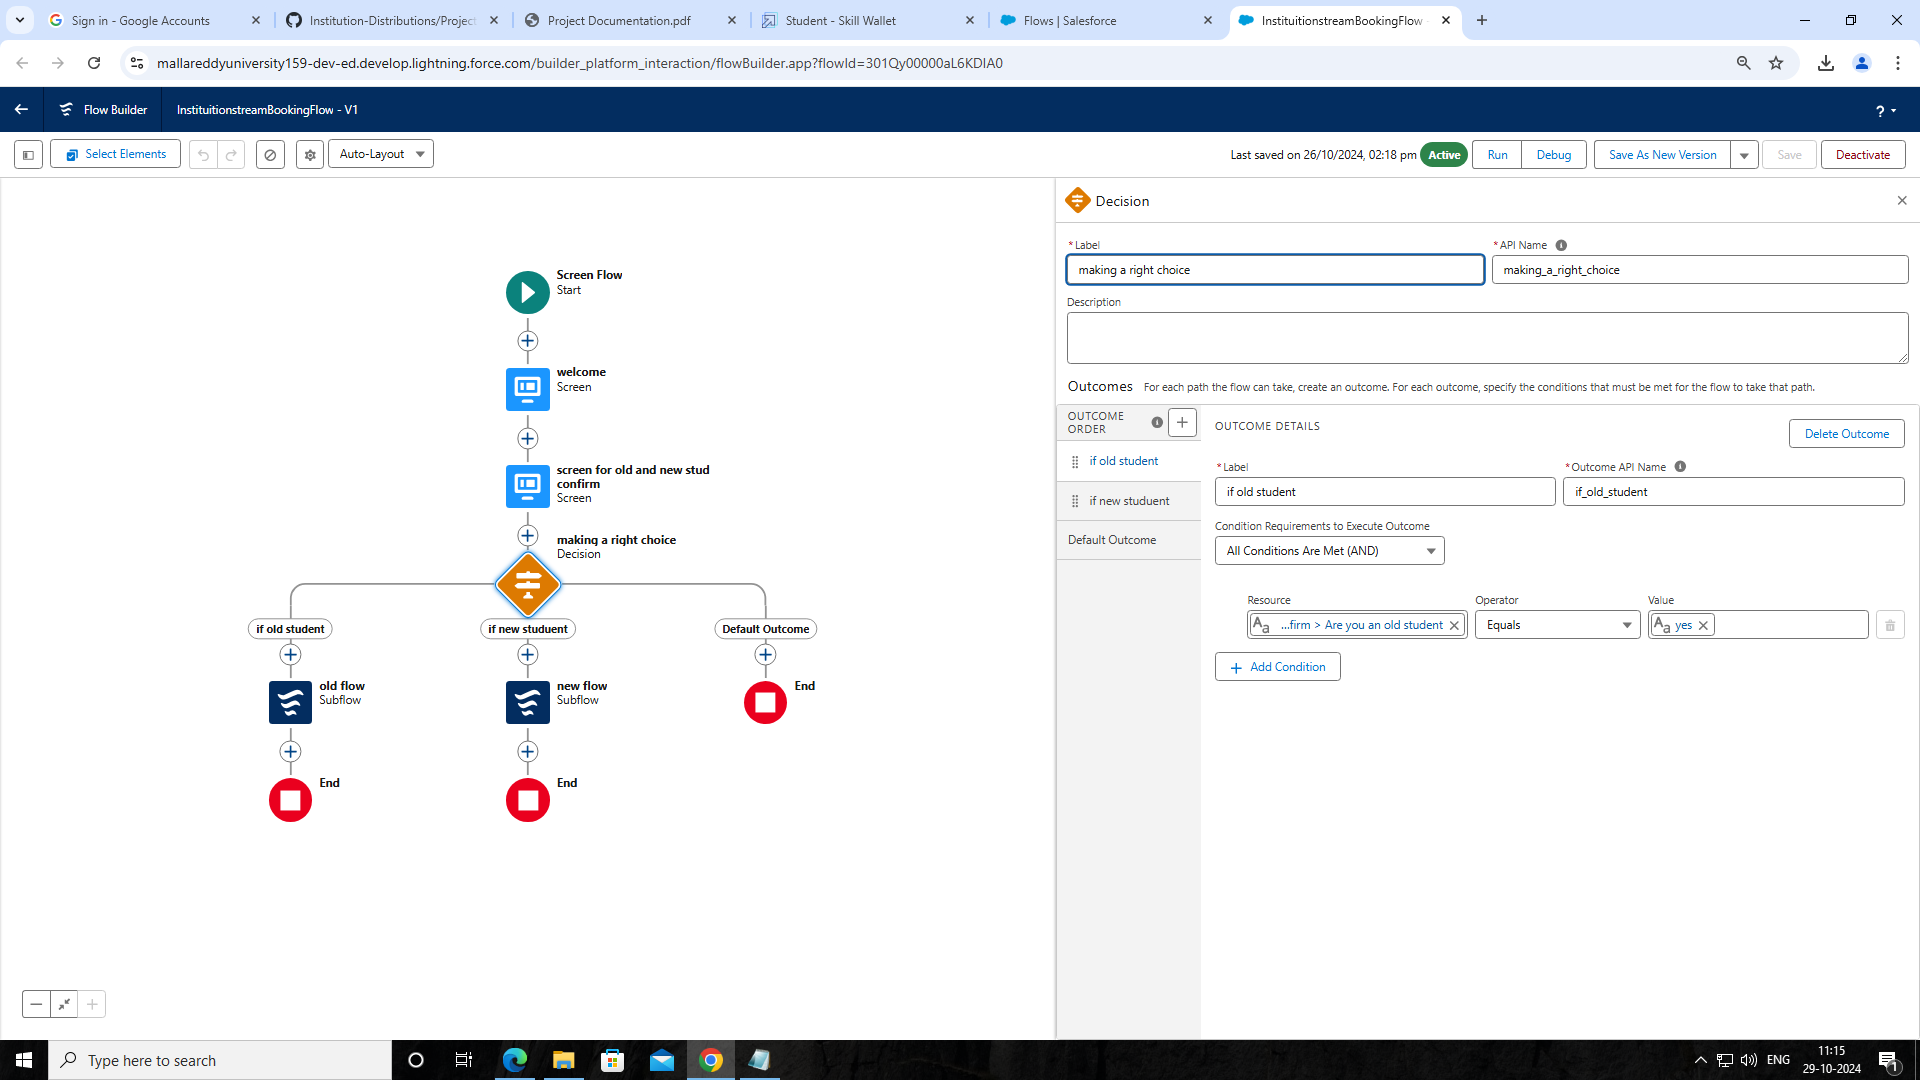 Sign in - Google Accounts
Institution-Distributions/Project
Project Documentation.pdf
Student - Skill Wallet
Flows | Salesforce
InstituitionstreamBookingFlow -
mallareddyuniversity159-dev-ed.develop.lightning.force.com/builder_platform_interaction/flowBuilder.app?flowId=301Qy00000aL6KDIA0
Flow Builder
InstituitionstreamBookingFlow - V1
?
Select Elements
Auto-Layout
Last saved on 26/10/2024, 02:18 pm
Active
Run
Debug
Save As New Version
Save
Deactivate
Screen Flow
Start
welcome
Screen
screen for old and new stud
confirm
Screen
making a right choice
Decision
if old student
if new studuent
Default Outcome
old flow
Subflow
new flow
Subflow
End
End
End
Decision
* Label
making a right choice
* API Name
making_a_right_choice
Description
Outcomes
For each path the flow can take, create an outcome. For each outcome, specify the conditions that must be met for the flow to take that path.
OUTCOME
ORDER
if old student
if new studuent
Default Outcome
OUTCOME DETAILS
Delete Outcome
* Label
if old student
* Outcome API Name
if_old_student
Condition Requirements to Execute Outcome
All Conditions Are Met (AND)
Resource
Aa ...firm > Are you an old student
Operator
Equals
Value
Aa yes
Add Condition
Type here to search
ENG
11:15
29-10-2024
1